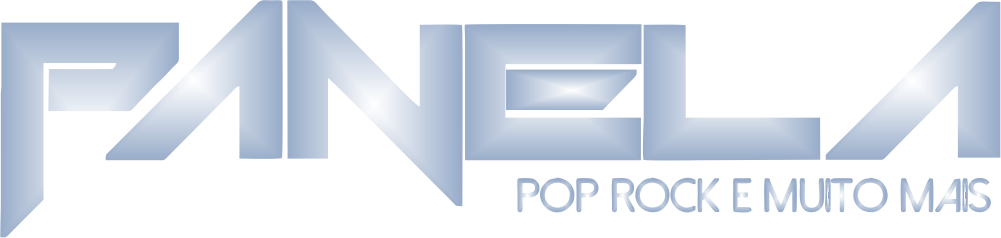 PANELA
POP ROCK E MUITO MAIS